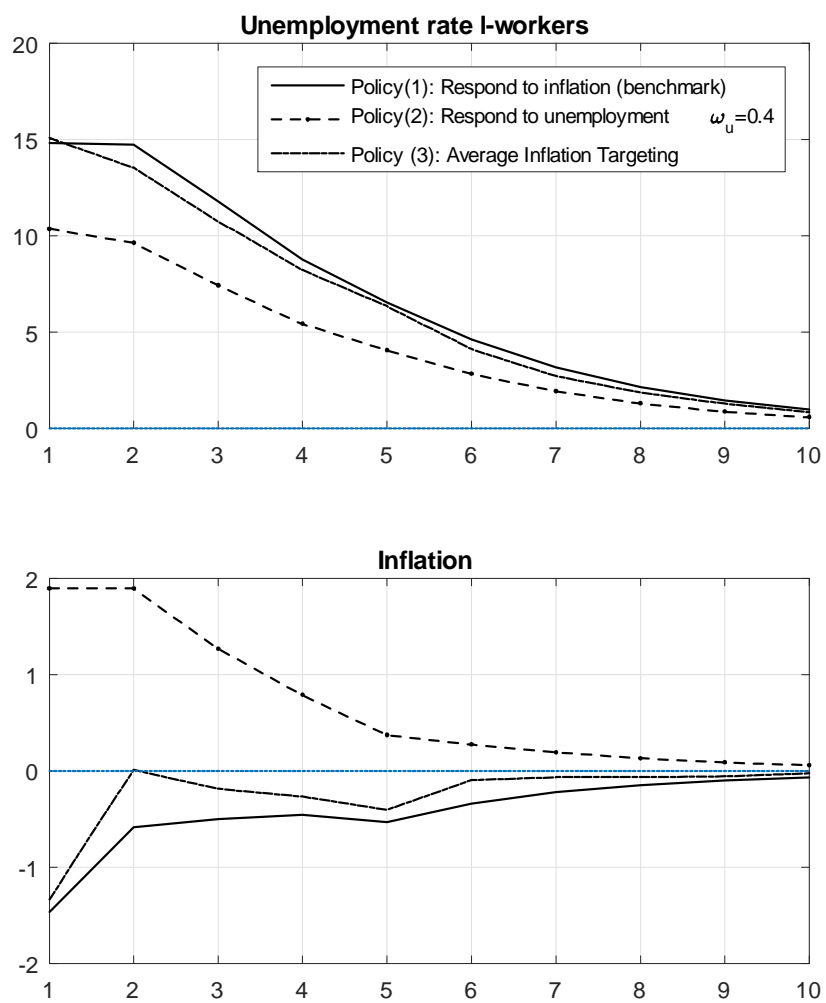 Unemployment rate l-workers
20
15
10
5
0
Policy(1): Respond to inflation (benchmark)
Policy(2): Respond to unemployment ω_u=0.4
Policy (3): Average Inflation Targeting
1 2 3 4 5 6 7 8 9 10
Inflation
2
1
0
-1
-2
1 2 3 4 5 6 7 8 9 10